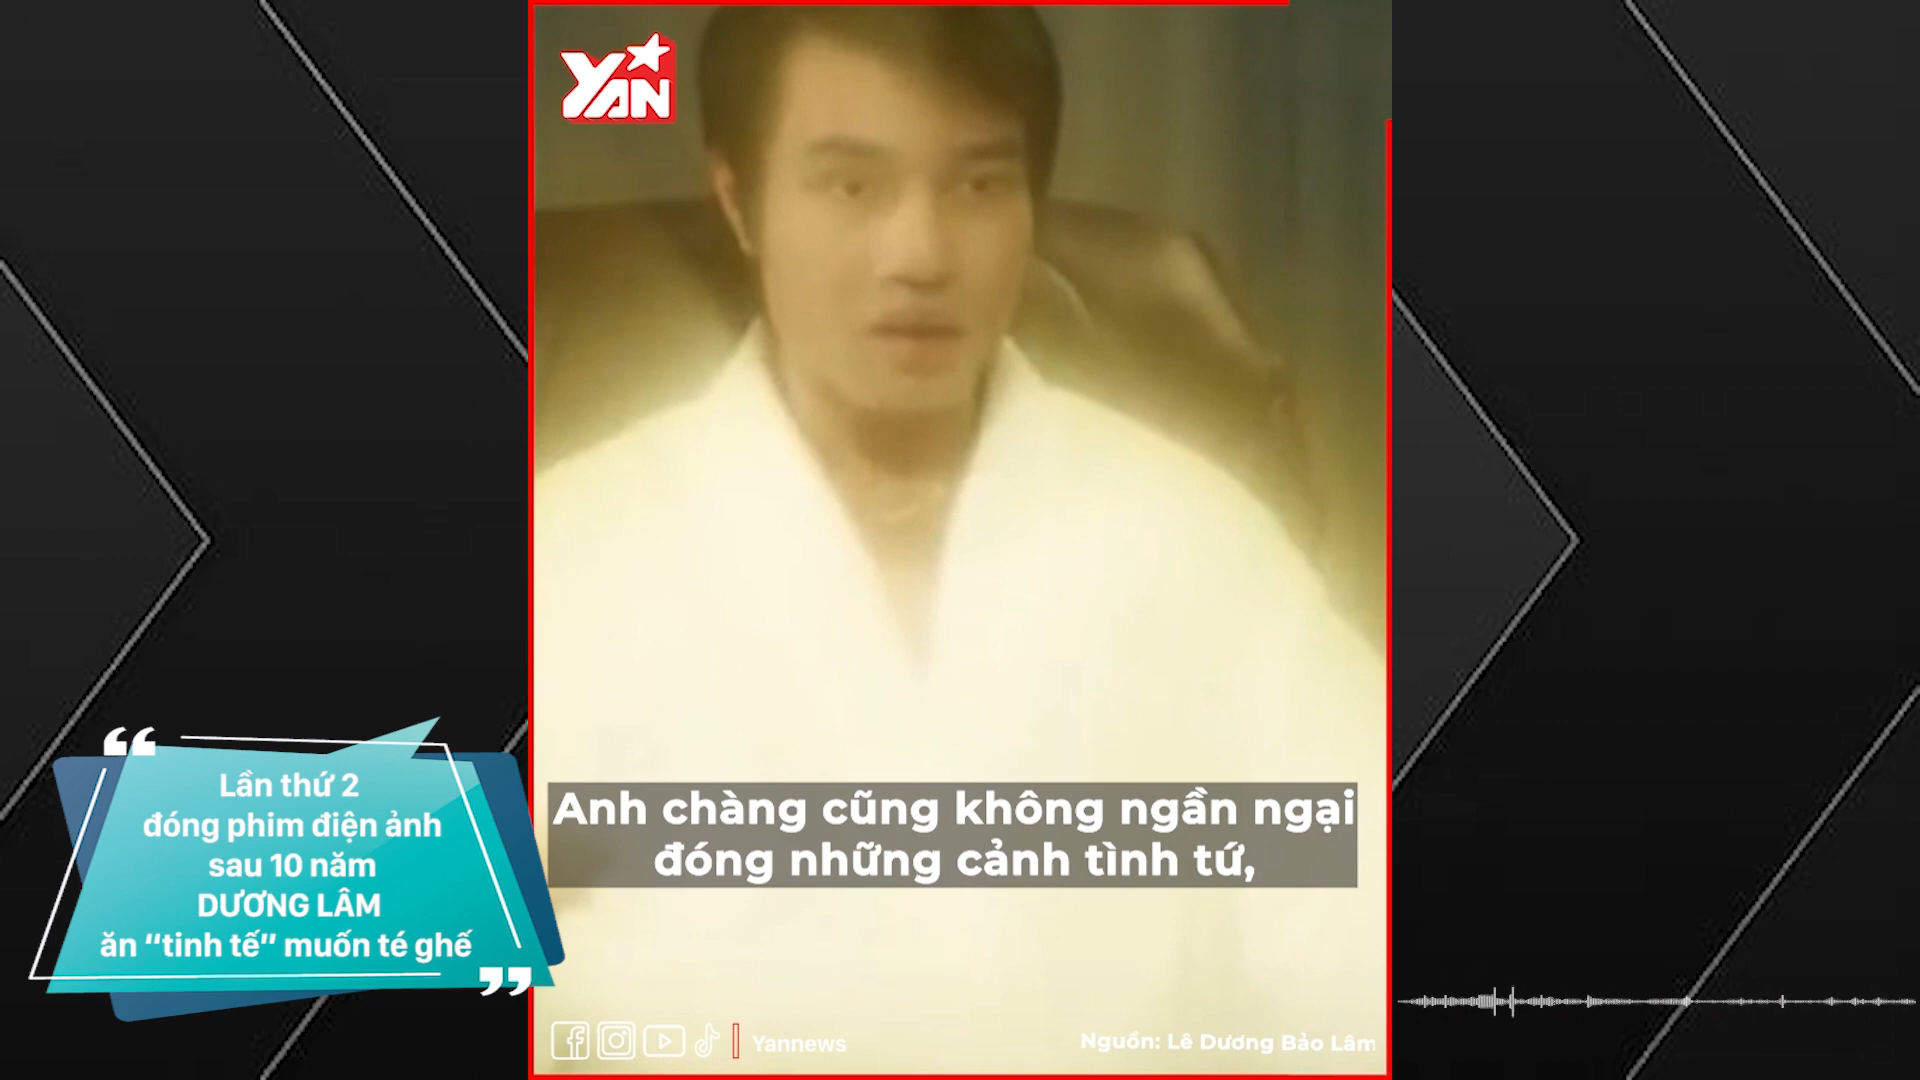 YAN
Anh chàng cũng không ngần ngại
đóng những cảnh tình tứ,
“
Lần thứ 2
đóng phim điện ảnh
sau 10 năm
DƯƠNG LÂM
ăn “tinh tế” muốn té ghế
”
Yannews
Nguồn: Lê Dương Bảo Lâm